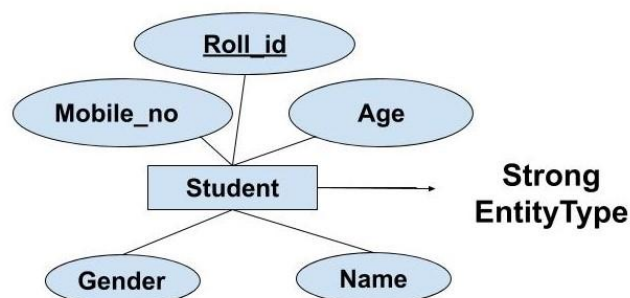 Roll_id
Mobile_no
Age
Student
Strong
EntityType
Gender
Name